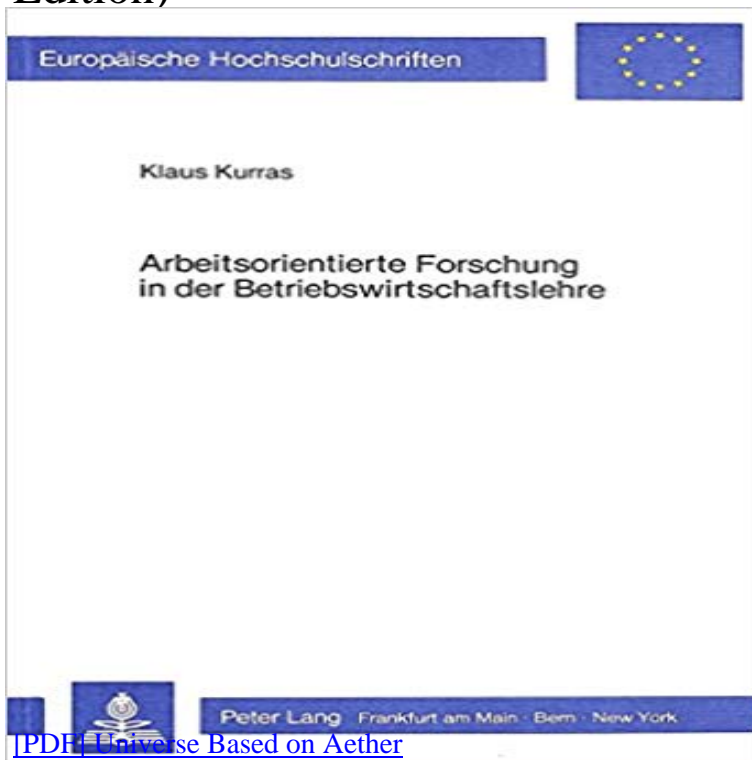 Edition)
Europäische Hochschulschriften
Klaus Kurras
Arbeitsorientierte Forschung
in der Betriebswirtschaftslehre
Peter Lang Frankfurt am Main · Bern · New York
[PDF] Universe Based on Aether